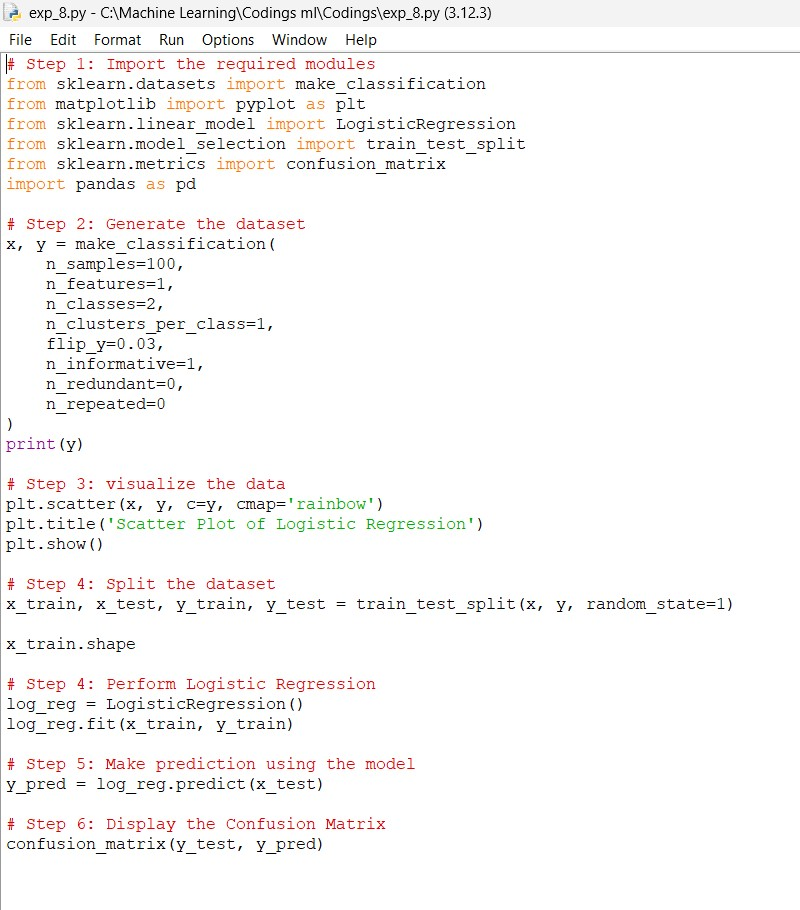 exp_8.py - C:\Machine Learning\Codings ml\Codings\exp_8.py (3.12.3)
File Edit Format Run Options Window Help
# Step 1: Import the required modules
from sklearn.datasets import make_classification
from matplotlib import pyplot as plt
from sklearn.linear_model import LogisticRegression
from sklearn.model_selection import train_test_split
from sklearn.metrics import confusion_matrix
import pandas as pd

# Step 2: Generate the dataset
x, y = make_classification(
    n_samples=100,
    n_features=1,
    n_classes=2,
    n_clusters_per_class=1,
    flip_y=0.03,
    n_informative=1,
    n_redundant=0,
    n_repeated=0
)
print(y)

# Step 3: visualize the data
plt.scatter(x, y, c=y, cmap='rainbow')
plt.title('Scatter Plot of Logistic Regression')
plt.show()

# Step 4: Split the dataset
x_train, x_test, y_train, y_test = train_test_split(x, y, random_state=1)

x_train.shape

# Step 4: Perform Logistic Regression
log_reg = LogisticRegression()
log_reg.fit(x_train, y_train)

# Step 5: Make prediction using the model
y_pred = log_reg.predict(x_test)

# Step 6: Display the Confusion Matrix
confusion_matrix(y_test, y_pred)